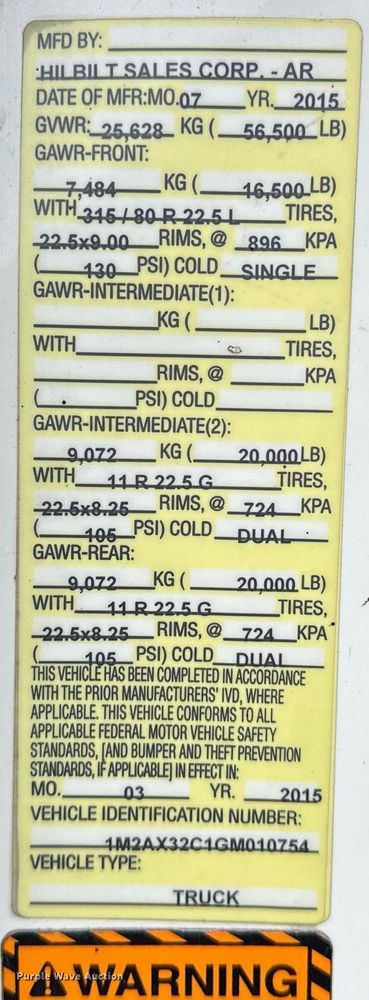 MFD BY:
HILBILT SALES CORP. - AR
DATE OF MFR:MO. 07 YR. 2015
GVWR: 25,628 KG ( 56,500 LB)
GAWR-FRONT:
7,484 KG ( 16,500 LB)
WITH 315 / 80 R 22.5 L TIRES,
22.5x9.00 RIMS, @ 896 KPA
( 130 PSI) COLD SINGLE
GAWR-INTERMEDIATE(1):
KG ( LB)
WITH TIRES,
RIMS, @ KPA
( PSI) COLD
GAWR-INTERMEDIATE(2):
9,072 KG ( 20,000 LB)
WITH 11 R 22.5 G TIRES,
22.5x8.25 RIMS, @ 724 KPA
( 105 PSI) COLD DUAL
GAWR-REAR:
9,072 KG ( 20,000 LB)
WITH 11 R 22.5 G TIRES,
22.5x8.25 RIMS, @ 724 KPA
( 105 PSI) COLD DUAL
THIS VEHICLE HAS BEEN COMPLETED IN ACCORDANCE
WITH THE PRIOR MANUFACTURERS' IVD, WHERE
APPLICABLE. THIS VEHICLE CONFORMS TO ALL
APPLICABLE FEDERAL MOTOR VEHICLE SAFETY
STANDARDS, [AND BUMPER AND THEFT PREVENTION
STANDARDS, IF APPLICABLE] IN EFFECT IN:
MO. 03 YR. 2015
VEHICLE IDENTIFICATION NUMBER:
1M2AX32C1GM010754
VEHICLE TYPE:
TRUCK
WARNING
Purple Wave Auction